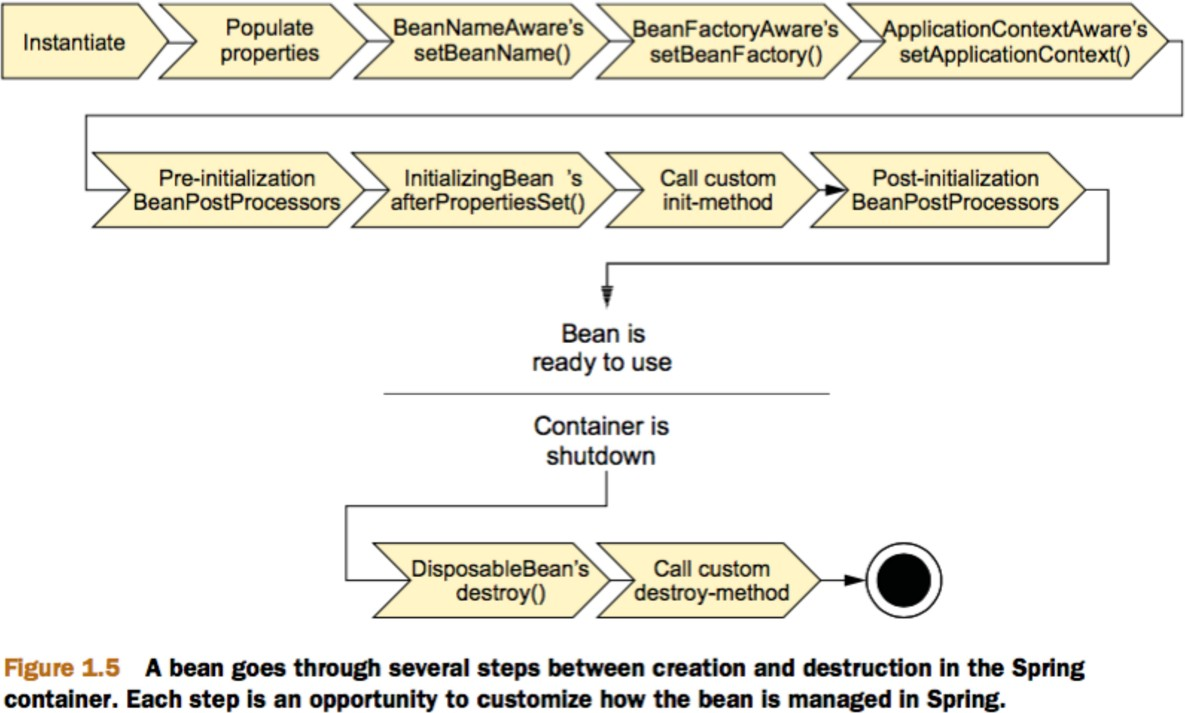 Instantiate
Populate
properties
BeanNameAware's
setBeanName()
BeanFactoryAware's
setBeanFactory()
ApplicationContextAware's
setApplicationContext()
Pre-initialization
BeanPostProcessors
InitializingBean 's
afterPropertiesSet()
Call custom
init-method
Post-initialization
BeanPostProcessors
Bean is
ready to use
Container is
shutdown
DisposableBean's
destroy()
Call custom
destroy-method
Figure 1.5 A bean goes through several steps between creation and destruction in the Spring
container. Each step is an opportunity to customize how the bean is managed in Spring.